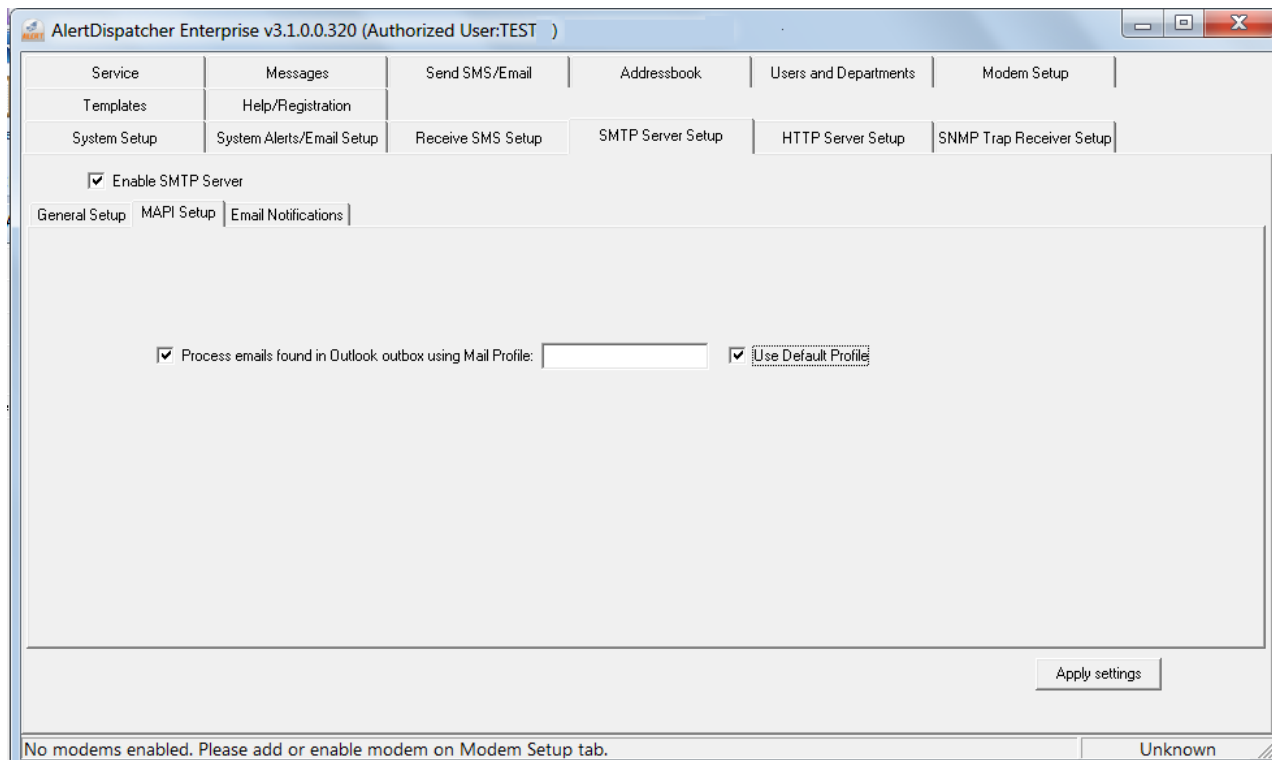 AlertDispatcher Enterprise v3.1.0.0.320 (Authorized User:TEST )
Service Messages Send SMS/Email Addressbook Users and Departments Modem Setup
Templates Help/Registration
System Setup System Alerts/Email Setup Receive SMS Setup SMTP Server Setup HTTP Server Setup SNMP Trap Receiver Setup
Enable SMTP Server
General Setup MAPI Setup Email Notifications
Process emails found in Outlook outbox using Mail Profile: Use Default Profile
Apply settings
No modems enabled. Please add or enable modem on Modem Setup tab. Unknown